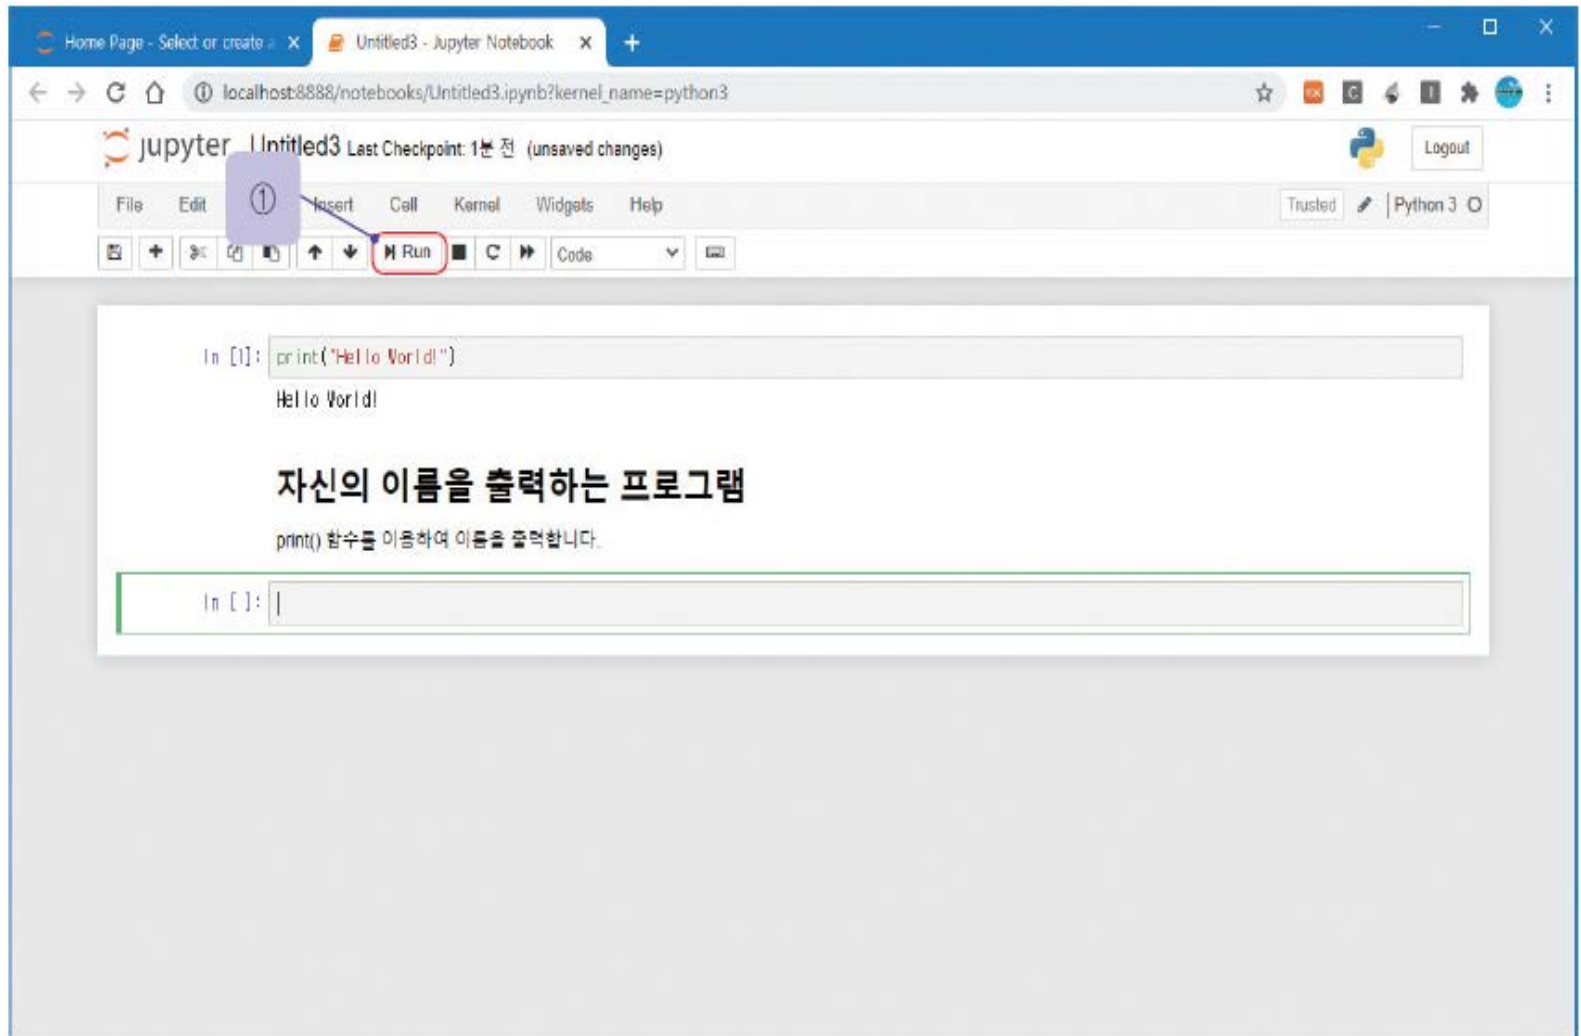 Home Page - Select or create a
Untitled3 - Jupyter Notebook
localhost:8888/notebooks/Untitled3.ipynb?kernel_name=python3
jupyter Untitled3 Last Checkpoint: 1분 전 (unsaved changes)
Logout
①
File Edit Insert Cell Kernel Widgets Help
Trusted Python 3
Run Code
In [1]: print("Hello World!")
Hello World!
자신의 이름을 출력하는 프로그램
print() 함수를 이용하여 이름을 출력합니다.
In [ ]: